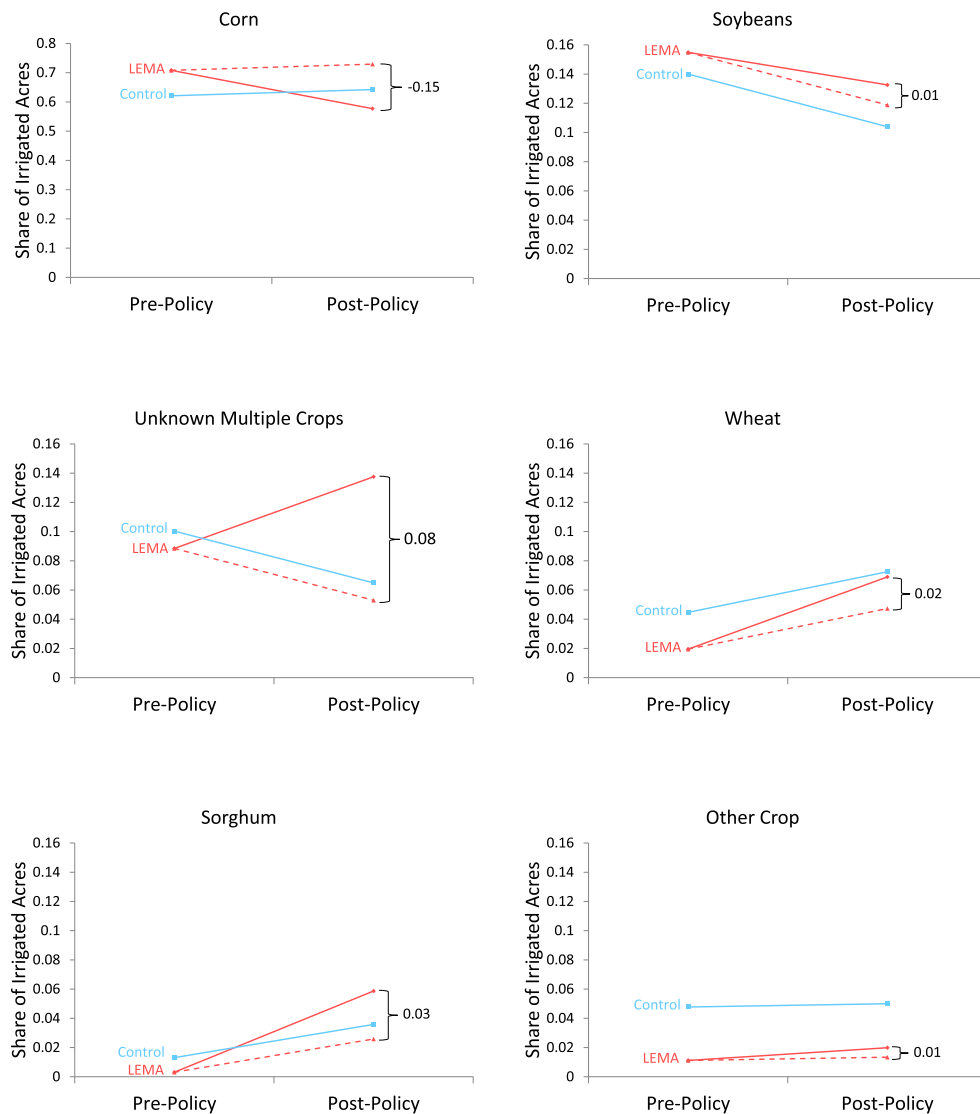 Corn
Share of Irrigated Acres
0.8
0.7
0.6
0.5
0.4
0.3
0.2
0.1
0
LEMA
Control
-0.15
Pre-Policy
Post-Policy
Soybeans
Share of Irrigated Acres
0.16
0.14
0.12
0.1
0.08
0.06
0.04
0.02
0
LEMA
Control
0.01
Pre-Policy
Post-Policy
Unknown Multiple Crops
Share of Irrigated Acres
0.16
0.14
0.12
0.1
0.08
0.06
0.04
0.02
0
Control
LEMA
0.08
Pre-Policy
Post-Policy
Wheat
Share of Irrigated Acres
0.16
0.14
0.12
0.1
0.08
0.06
0.04
0.02
0
Control
LEMA
0.02
Pre-Policy
Post-Policy
Sorghum
Share of Irrigated Acres
0.16
0.14
0.12
0.1
0.08
0.06
0.04
0.02
0
Control
LEMA
0.03
Pre-Policy
Post-Policy
Other Crop
Share of Irrigated Acres
0.16
0.14
0.12
0.1
0.08
0.06
0.04
0.02
0
Control
LEMA
0.01
Pre-Policy
Post-Policy